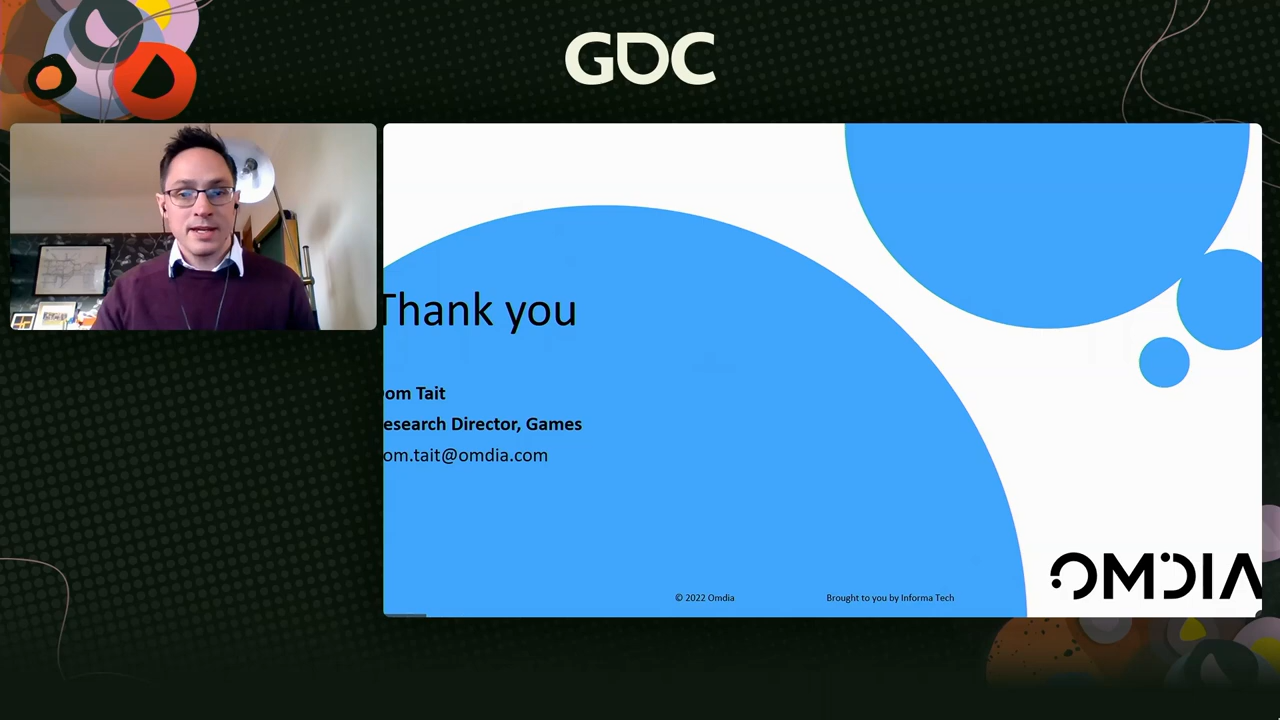 GDC
Thank you
om Tait
esearch Director, Games
om.tait@omdia.com
© 2022 Omdia
Brought to you by Informa Tech
OMDIA